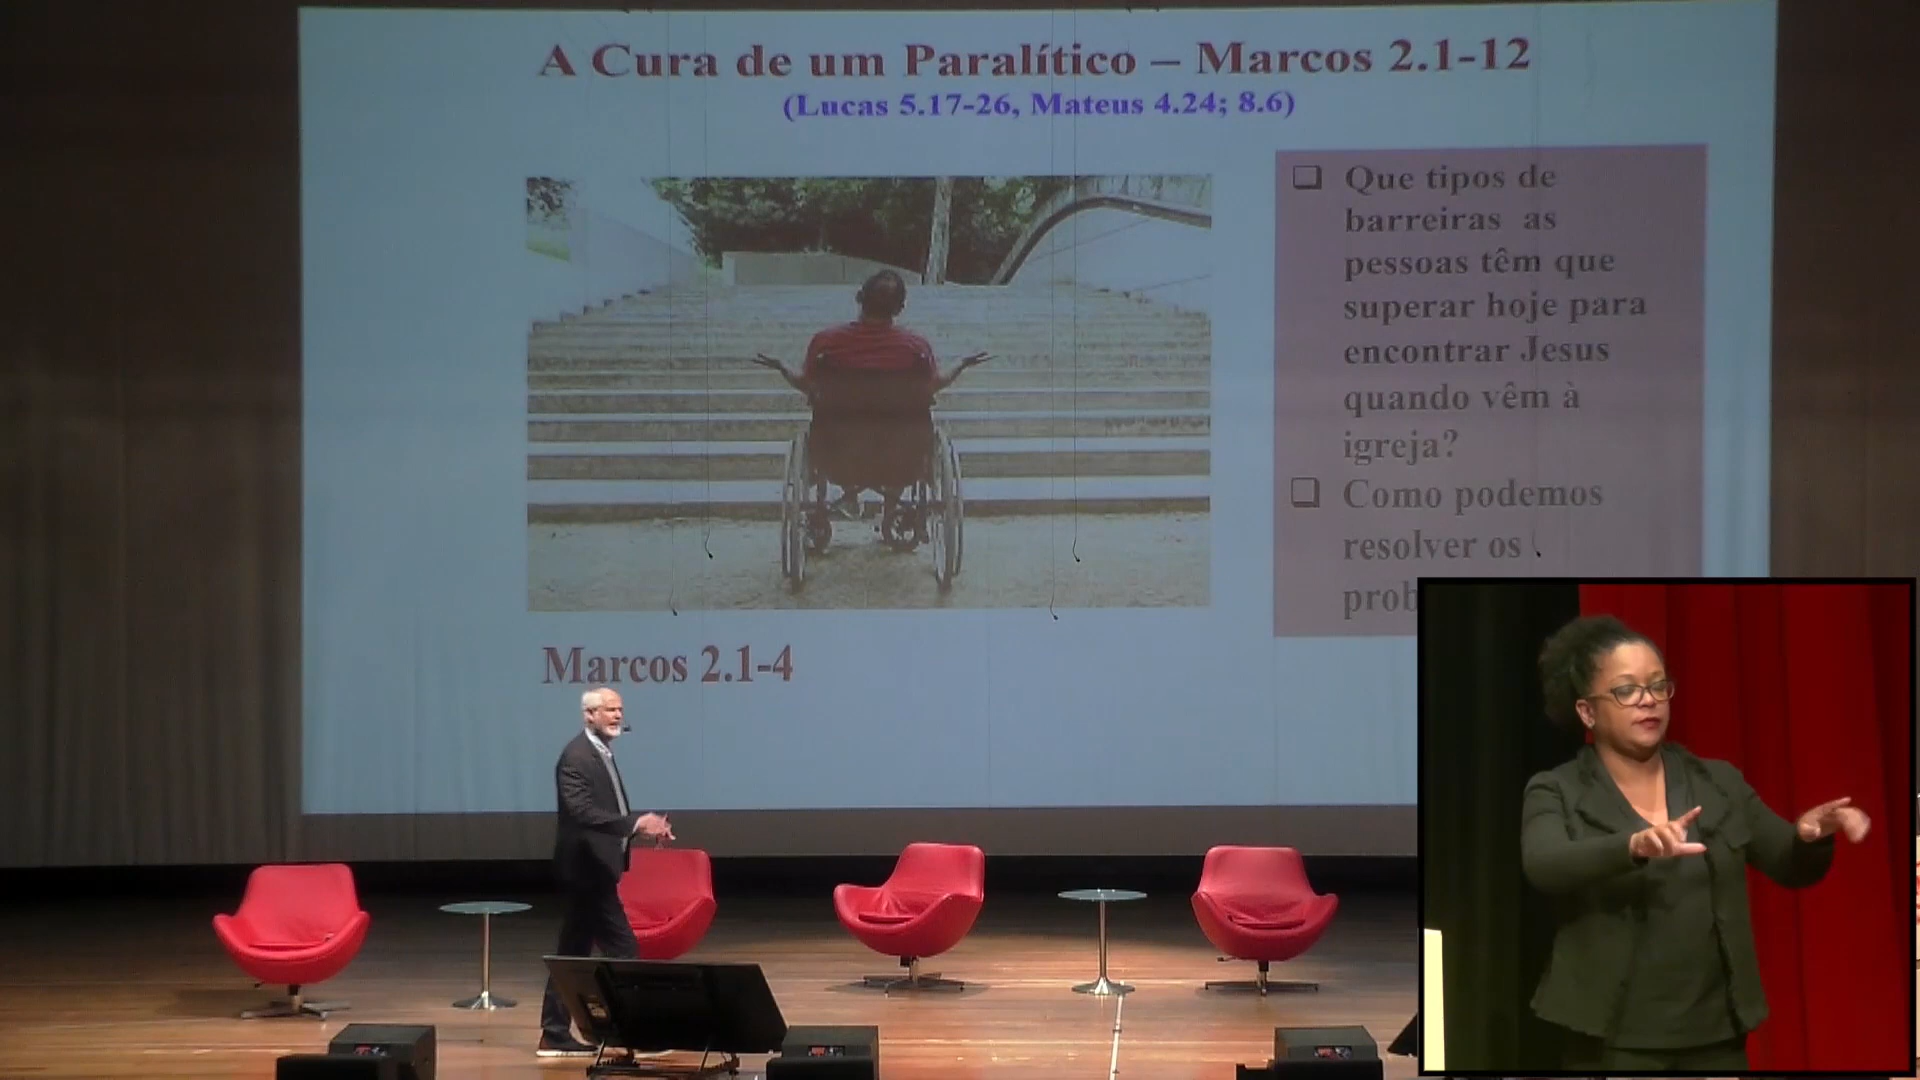 A Cura de um Paralítico – Marcos 2.1-12
(Lucas 5.17-26, Mateus 4.24; 8.6)
❑ Que tipos de
barreiras as
pessoas têm que
superar hoje para
encontrar Jesus
quando vêm à
igreja?
❑ Como podemos
resolver os
Marcos 2.1-4